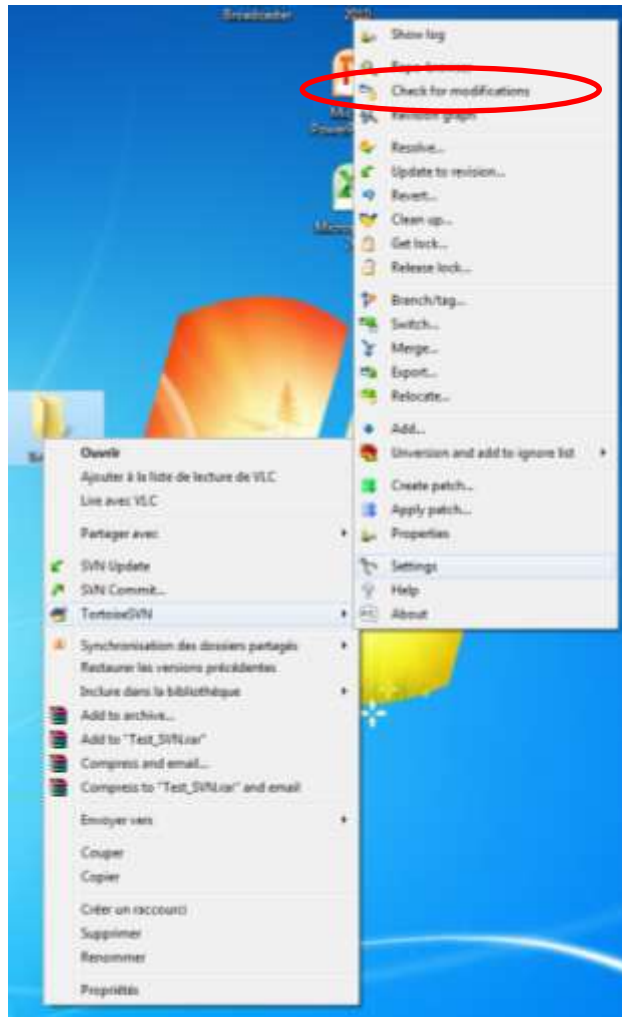 Broadcaster 2010
Show log
Repo-browser
Check for modifications
Revision graph
Resolve...
Update to revision...
Revert...
Clean up...
Get lock...
Release lock...
Branch/tag...
Switch...
Merge...
Export...
Relocate...
Add...
Unversion and add to ignore list
Create patch...
Apply patch...
Properties
Settings
Help
About
Ouvrir
Ajouter à la liste de lecture de VLC
Lire avec VLC
Partager avec
SVN Update
SVN Commit...
TortoiseSVN
Synchronisation des dossiers partagés
Restaurer les versions précédentes
Inclure dans la bibliothèque
Add to archive...
Add to "Test_SVN.rar"
Compress and email...
Compress to "Test_SVN.rar" and email
Envoyer vers
Couper
Copier
Créer un raccourci
Supprimer
Renommer
Propriétés